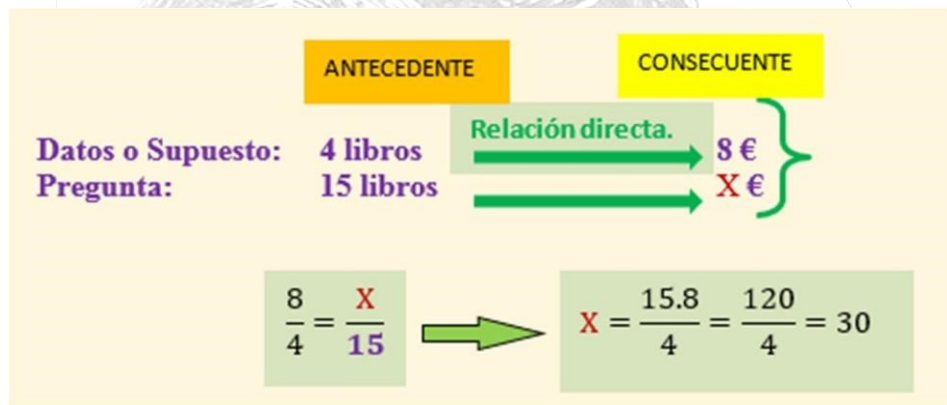 ANTECEDENTE CONSECUENTE
Relación directa.
Datos o Supuesto: 4 libros 8 €
Pregunta: 15 libros X €
8/4 = X/15 X = 15.8/4 = 120/4 = 30